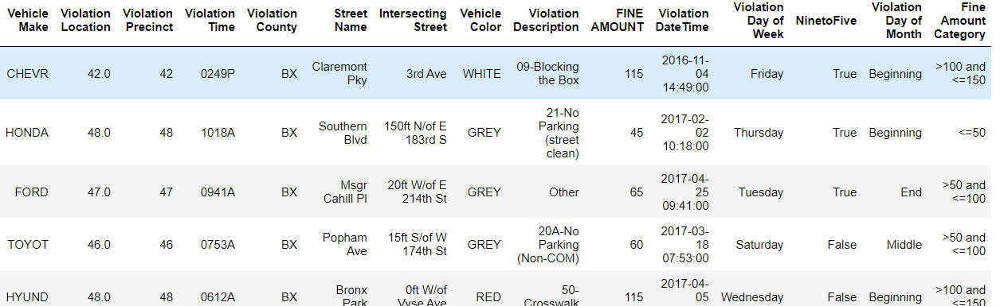 Vehicle Make Violation Location Violation Precinct Violation Time Violation County Street Name Intersecting Street Vehicle Color Violation Description FINE AMOUNT Violation DateTime Violation Day of Week NinetoFive Violation Day of Month Fine Amount Category
CHEVR 42.0 42 0249P BX Claremont Pky 3rd Ave WHITE 09-Blocking the Box 115 2016-11-04 14:49:00 Friday True Beginning >100 and <=150
HONDA 48.0 48 1018A BX Southern Blvd 150ft N/of E 183rd S GREY 21-No Parking (street clean) 45 2017-02-02 10:18:00 Thursday True Beginning <=50
FORD 47.0 47 0941A BX Msgr Cahill Pl 20ft W/of E 214th St GREY Other 65 2017-04-25 09:41:00 Tuesday True End >50 and <=100
TOYOT 46.0 46 0753A BX Popham Ave 15ft S/of W 174th St GREY 20A-No Parking (Non-COM) 60 2017-03-18 07:53:00 Saturday False Middle >50 and <=100
HYUND 48.0 48 0612A BX Bronx Park 0ft W/of Vyse Ave RED 50-Crosswalk 115 2017-04-05 Wednesday False Beginning >100 and <=150